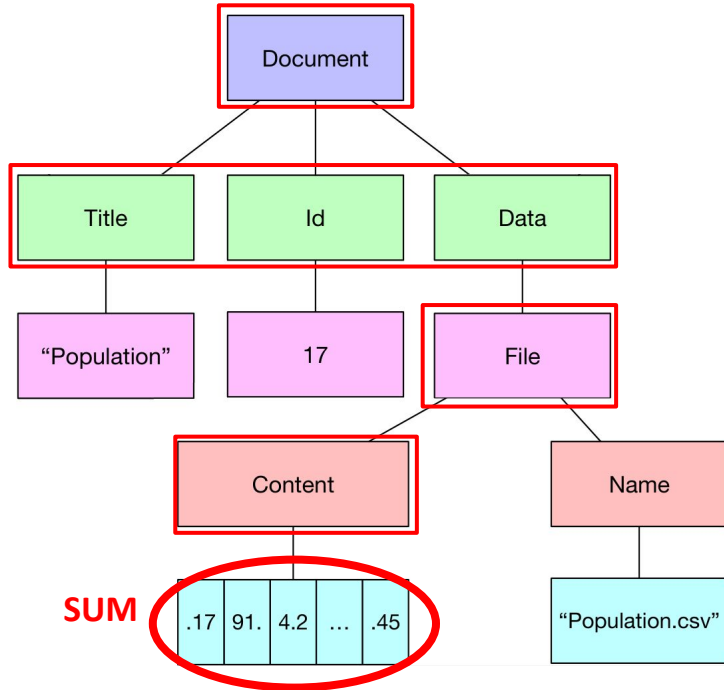 Document
Title Id Data
“Population” 17 File
Content Name
SUM .17 91. 4.2 ... .45 “Population.csv”